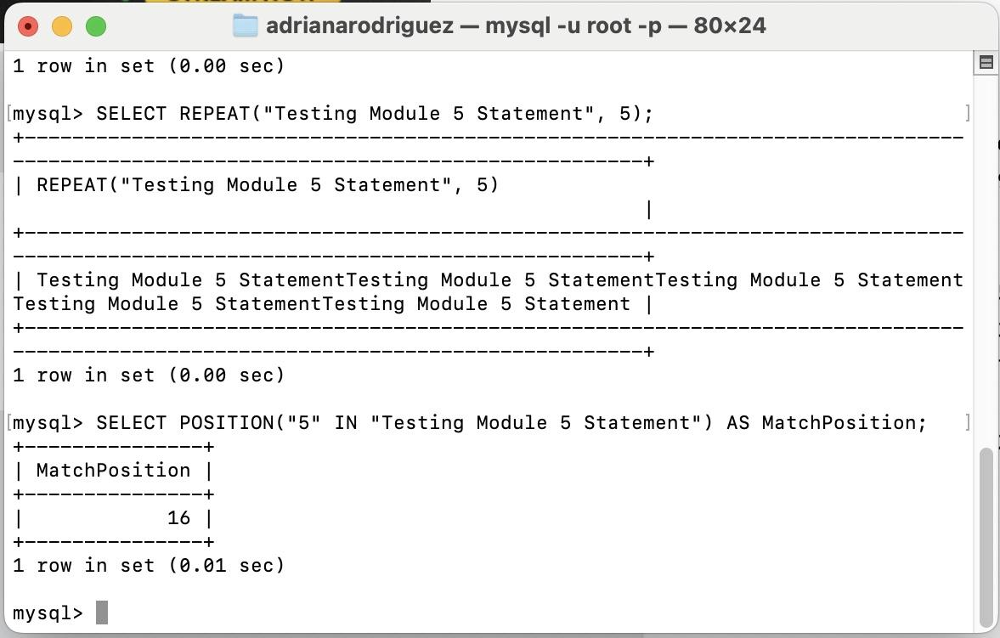 adrianarodriguez — mysql -u root -p — 80×24
1 row in set (0.00 sec)
[mysql> SELECT REPEAT("Testing Module 5 Statement", 5); ]
+-------------------------------------------------------------------------------
-----------------------------------------------------+
| REPEAT("Testing Module 5 Statement", 5)
|
+-------------------------------------------------------------------------------
-----------------------------------------------------+
| Testing Module 5 StatementTesting Module 5 StatementTesting Module 5 Statement
Testing Module 5 StatementTesting Module 5 Statement |
+-------------------------------------------------------------------------------
-----------------------------------------------------+
1 row in set (0.00 sec)
[mysql> SELECT POSITION("5" IN "Testing Module 5 Statement") AS MatchPosition; ]
+---------------+
| MatchPosition |
+---------------+
|            16 |
+---------------+
1 row in set (0.01 sec)
mysql>